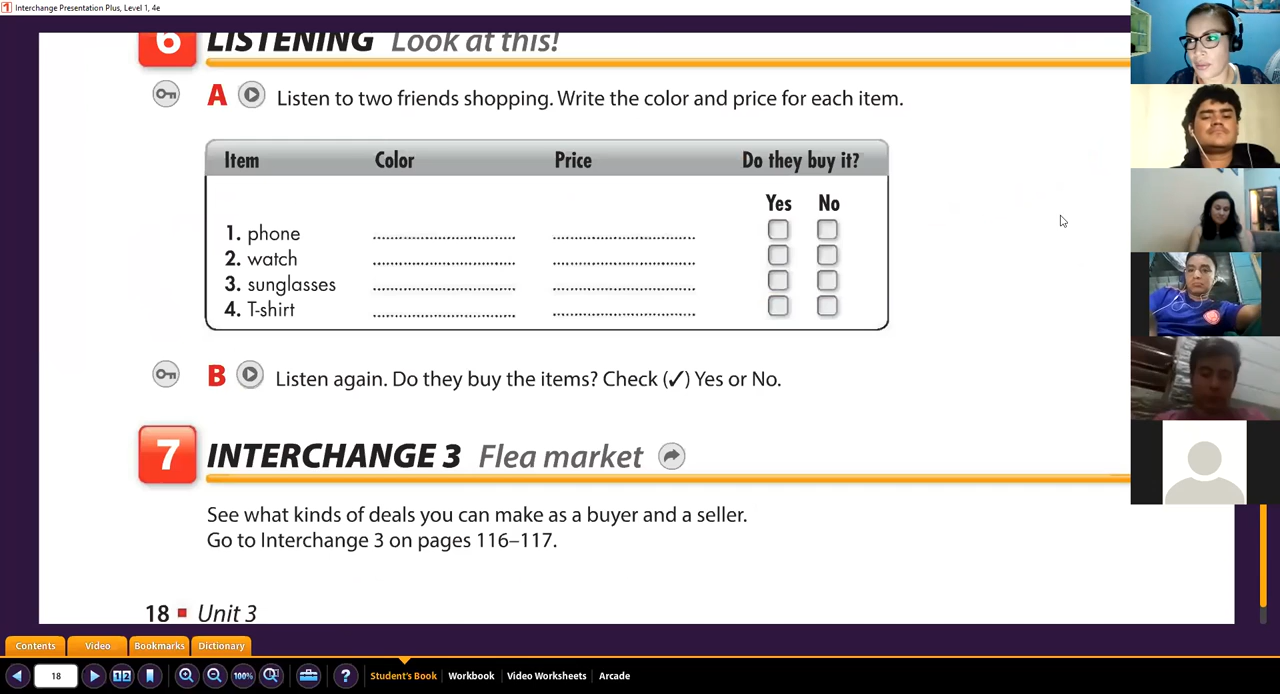 Interchange Presentation Plus, Level 1, 4e
6 LISTENING Look at this!
A Listen to two friends shopping. Write the color and price for each item.
Item Color Price Do they buy it?
Yes No
1. phone
2. watch
3. sunglasses
4. T-shirt
B Listen again. Do they buy the items? Check (✓) Yes or No.
7 INTERCHANGE 3 Flea market
See what kinds of deals you can make as a buyer and a seller.
Go to Interchange 3 on pages 116–117.
18 ■ Unit 3
Contents Video Bookmarks Dictionary
18 1 2 100% ? Student's Book Workbook Video Worksheets Arcade